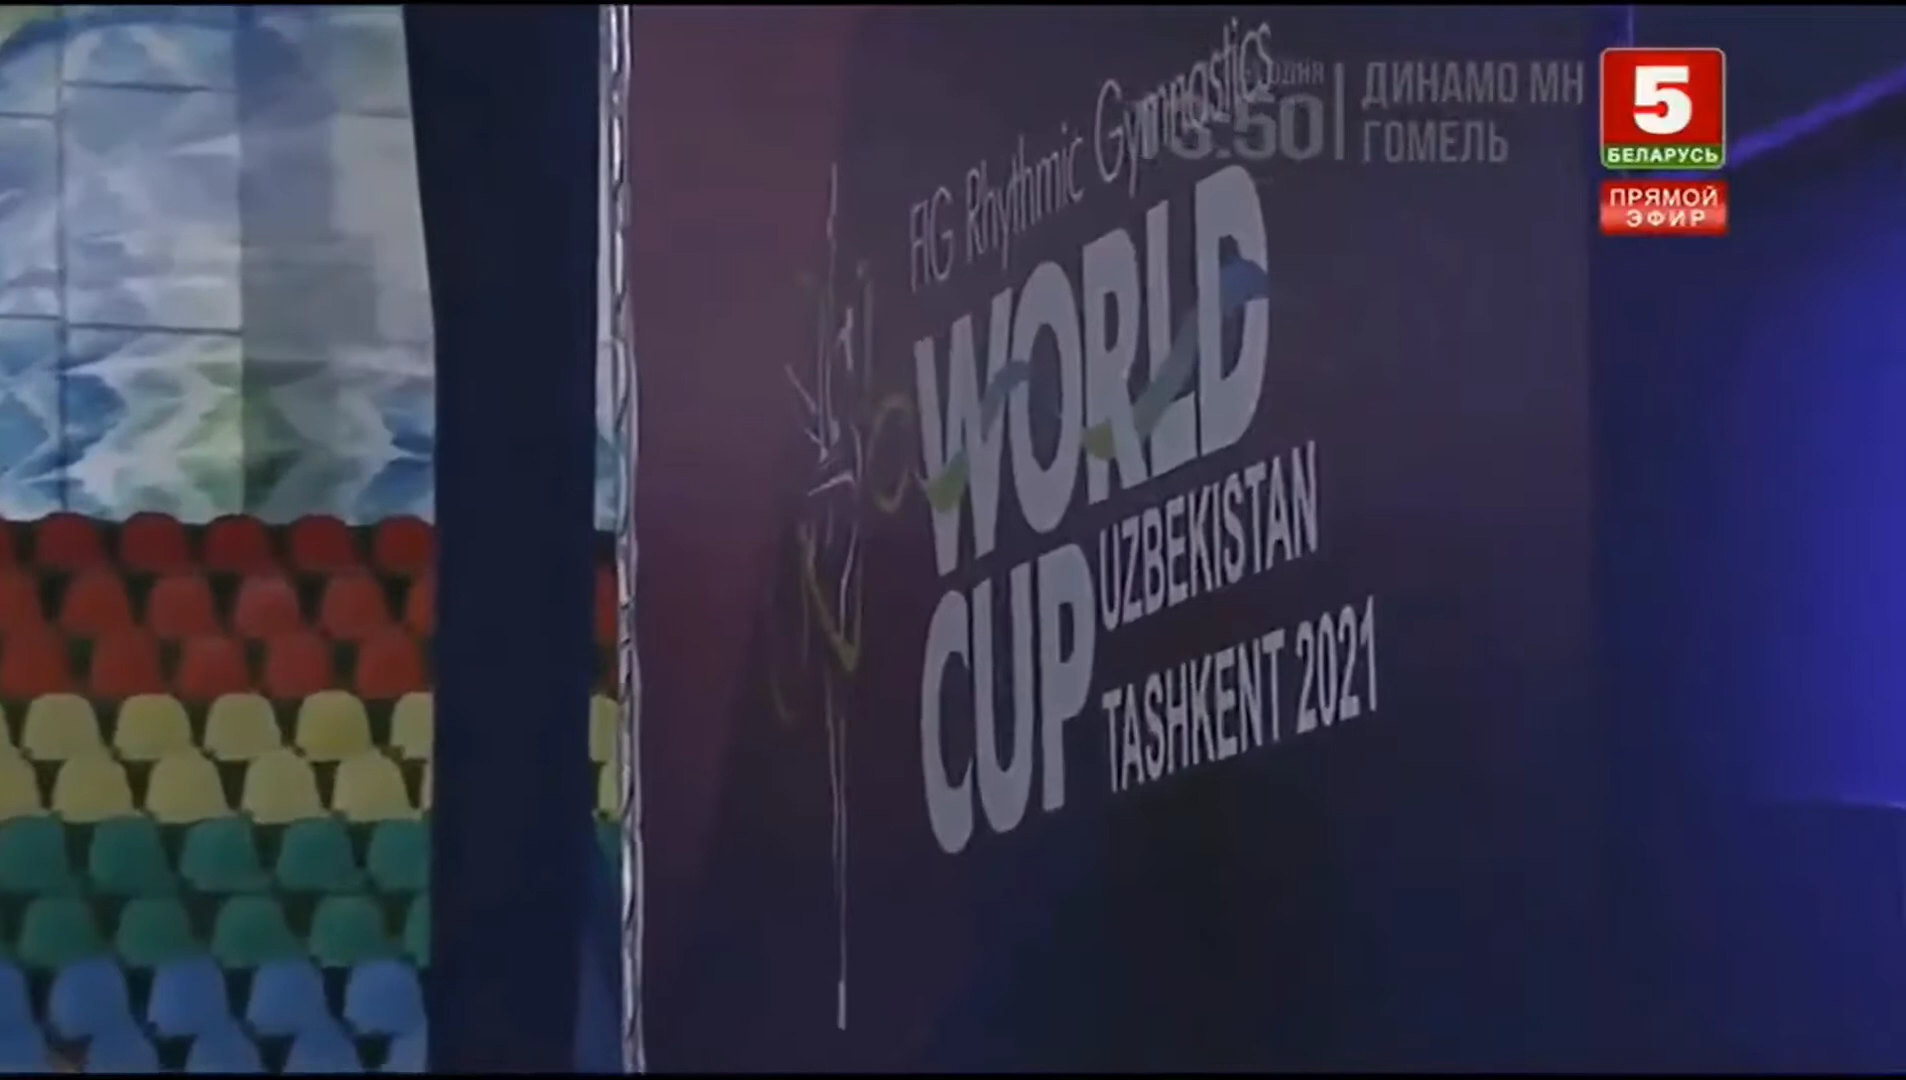 FIG Rhythmic Gymnastics
WORLD
CUP
UZBEKISTAN
TASHKENT 2021
ДИНАМО МН
ГОМЕЛЬ
5
БЕЛАРУСЬ
ПРЯМОЙ
ЭФИР